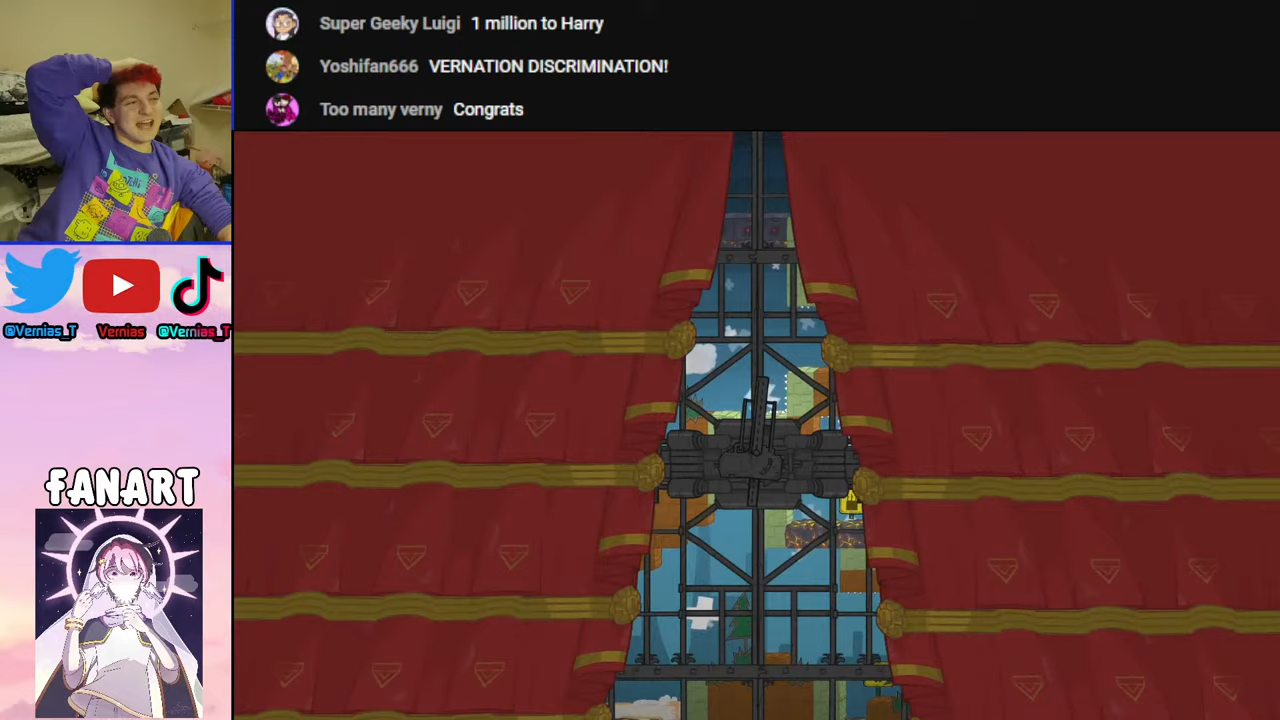 Super Geeky Luigi 1 million to Harry
Yoshifan666 VERNATION DISCRIMINATION!
Too many verny Congrats
@Vernias_T Vernias @Vernias_T
FANART